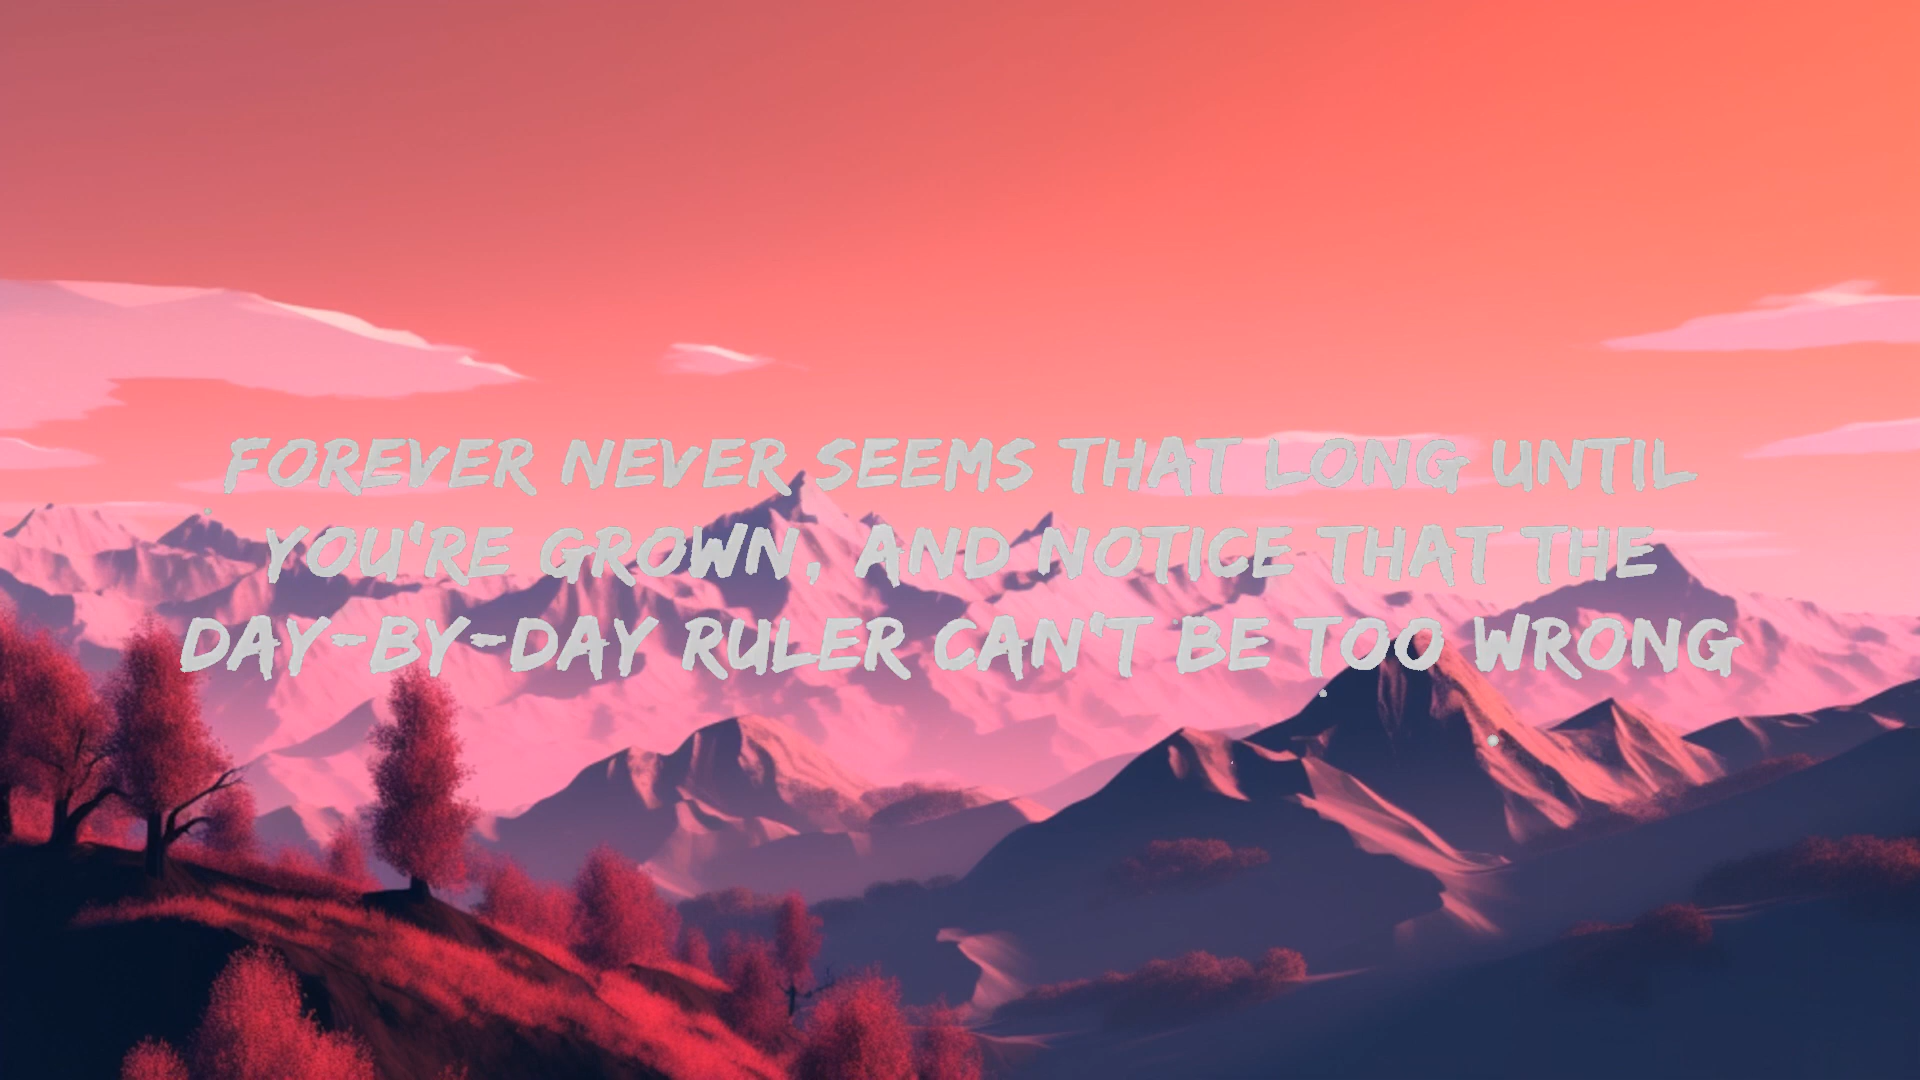 FOREVER NEVER SEEMS THAT LONG UNTIL
YOU'RE GROWN, AND NOTICE THAT THE
DAY-BY-DAY RULER CAN'T BE TOO WRONG